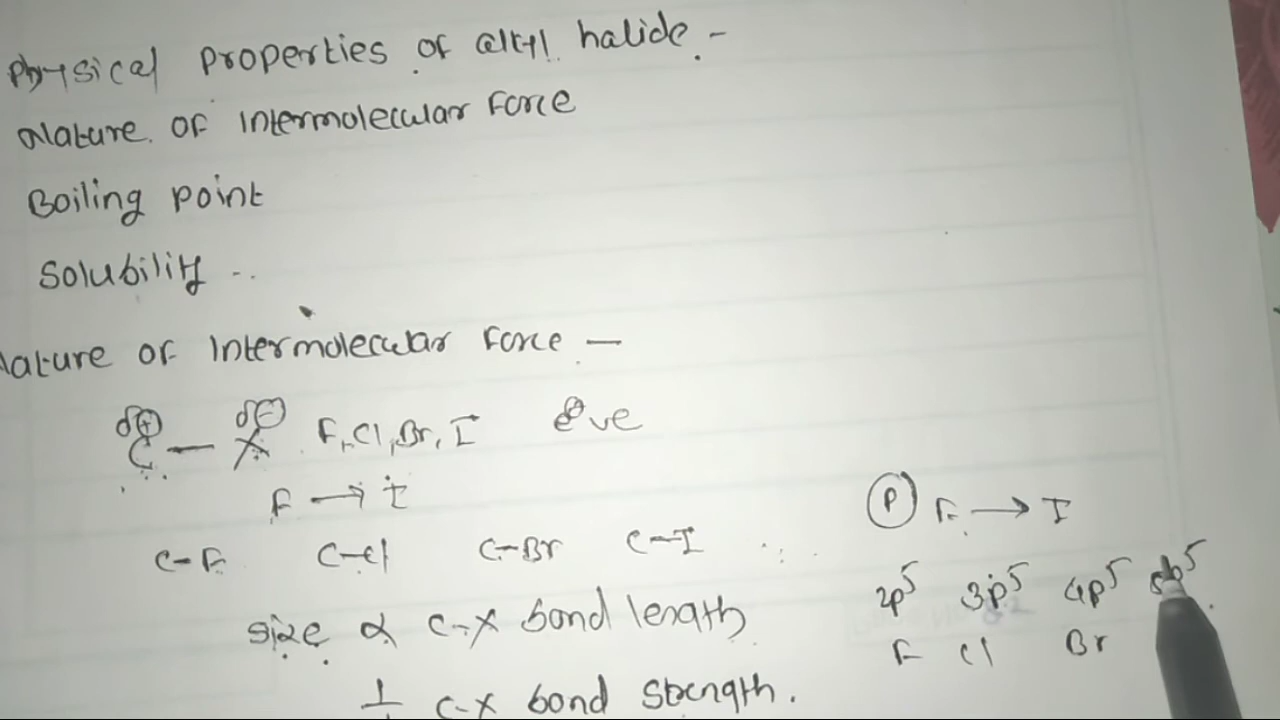 Physical Properties of alkyl halide -
Nature of Intermolecular Force
Boiling point
Solubility ..
Nature of Intermolecular Force —
δ⊕ δ⊖
C — X F, Cl, Br, I
F → I
P F → I
C-F C-Cl C-Br C-I
2p⁵ 3p⁵ 4p⁵ 5p⁵
size α C-X bond length
F Cl Br
1 C-X bond strength.